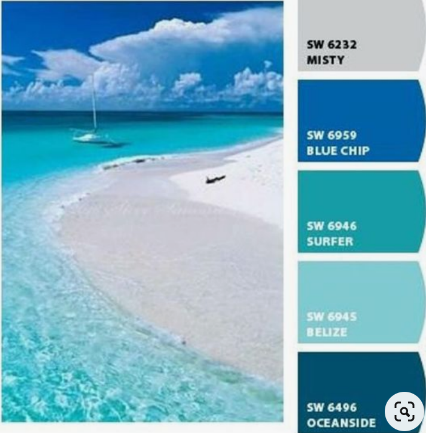 SW 6232
MISTY
SW 6959
BLUE CHIP
SW 6946
SURFER
SW 6945
BELIZE
SW 6496
OCEANSIDE